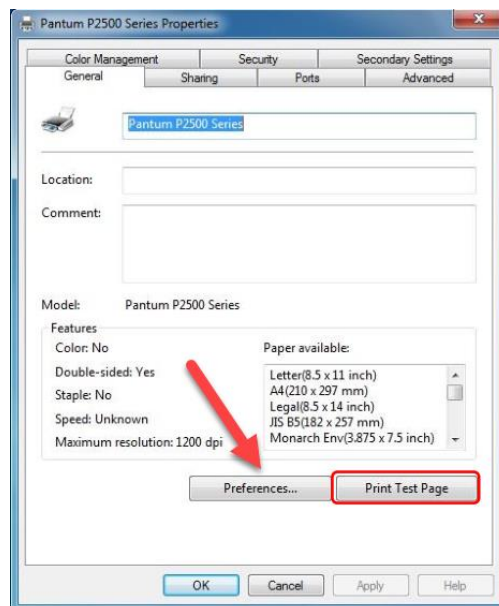 Pantum P2500 Series Properties
Color Management Security Secondary Settings
General Sharing Ports Advanced
Pantum P2500 Series
Location:
Comment:
Model: Pantum P2500 Series
Features
Color: No Paper available:
Double-sided: Yes Letter(8.5 x 11 inch)
Staple: No A4(210 x 297 mm)
Speed: Unknown Legal(8.5 x 14 inch)
JIS B5(182 x 257 mm)
Maximum resolution: 1200 dpi Monarch Env(3.875 x 7.5 inch)
Preferences... Print Test Page
OK Cancel Apply Help